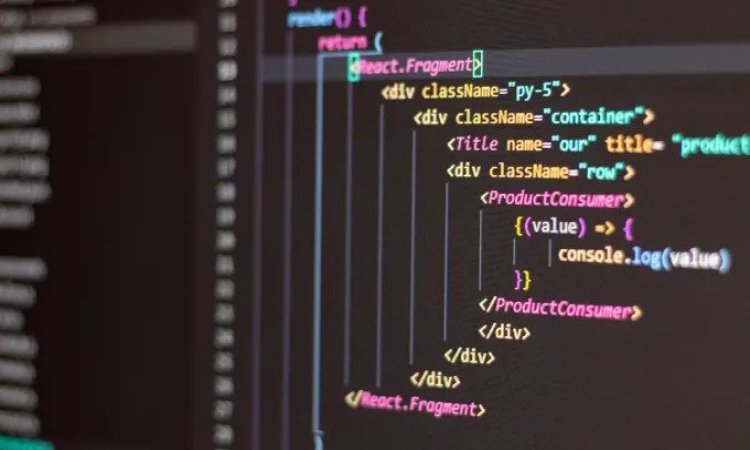 render() {
return (
<React.Fragment>
<div className="py-5">
<div className="container">
<Title name="our" title= "product
<div className="row">
<ProductConsumer>
{(value) => {
console.log(value)
}}
</ProductConsumer>
</div>
</div>
</div>
</React.Fragment>